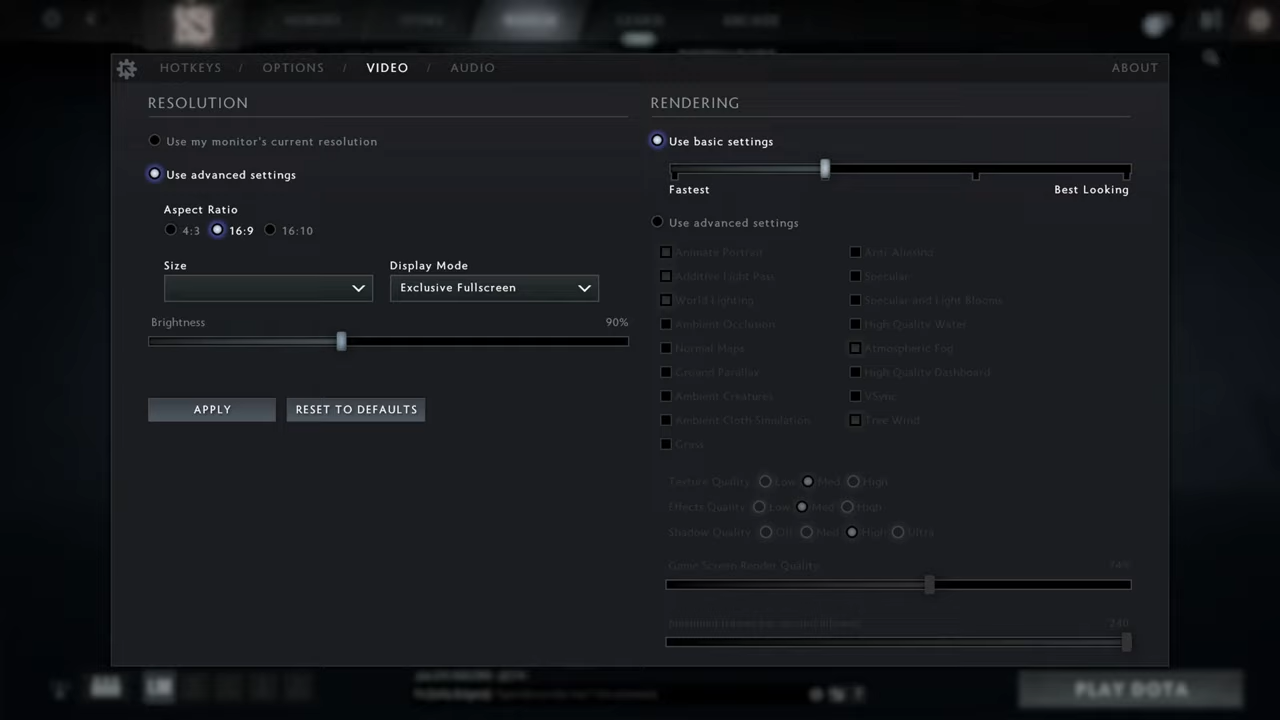 HOTKEYS / OPTIONS / VIDEO / AUDIO
ABOUT
RESOLUTION
Use my monitor's current resolution
Use advanced settings
Aspect Ratio
4:3 16:9 16:10
Size
Display Mode
Exclusive Fullscreen
Brightness 90%
APPLY
RESET TO DEFAULTS
RENDERING
Use basic settings
Fastest Best Looking
Use advanced settings
Animate Portrait
Additive Light Pass
World Lighting
Ambient Occlusion
Normal Maps
Ground Parallax
Ambient Creatures
Ambient Cloth Simulation
Grass
Anti-Aliasing
Specular
Specular and Light Blooms
High Quality Water
Atmospheric Fog
High Quality Dashboard
VSync
Tree Wind
Texture Quality Low Med High
Effects Quality Low Med High
Shadow Quality Off Med High Ultra
Game Screen Render Quality 74%
240
PLAY DOTA